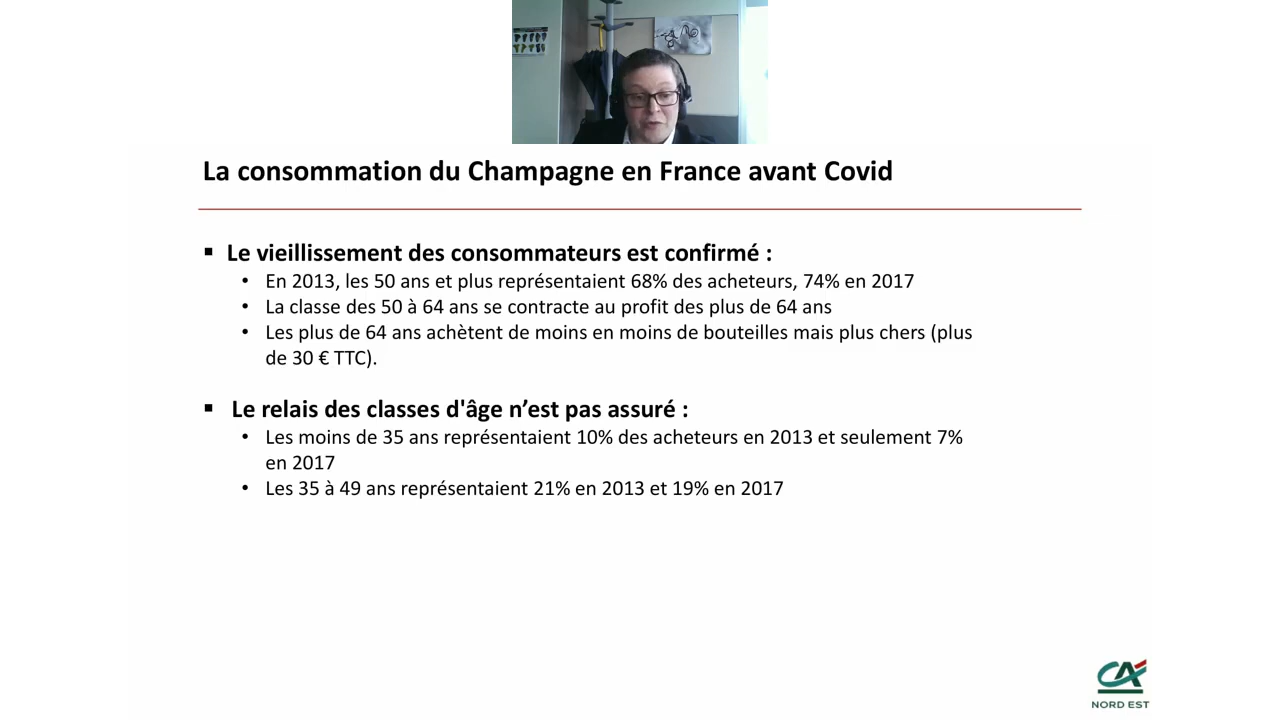 La consommation du Champagne en France avant Covid
▪ Le vieillissement des consommateurs est confirmé :
• En 2013, les 50 ans et plus représentaient 68% des acheteurs, 74% en 2017
• La classe des 50 à 64 ans se contracte au profit des plus de 64 ans
• Les plus de 64 ans achètent de moins en moins de bouteilles mais plus chers (plus
de 30 € TTC).
▪ Le relais des classes d'âge n’est pas assuré :
• Les moins de 35 ans représentaient 10% des acheteurs en 2013 et seulement 7%
en 2017
• Les 35 à 49 ans représentaient 21% en 2013 et 19% en 2017
CA
NORD EST